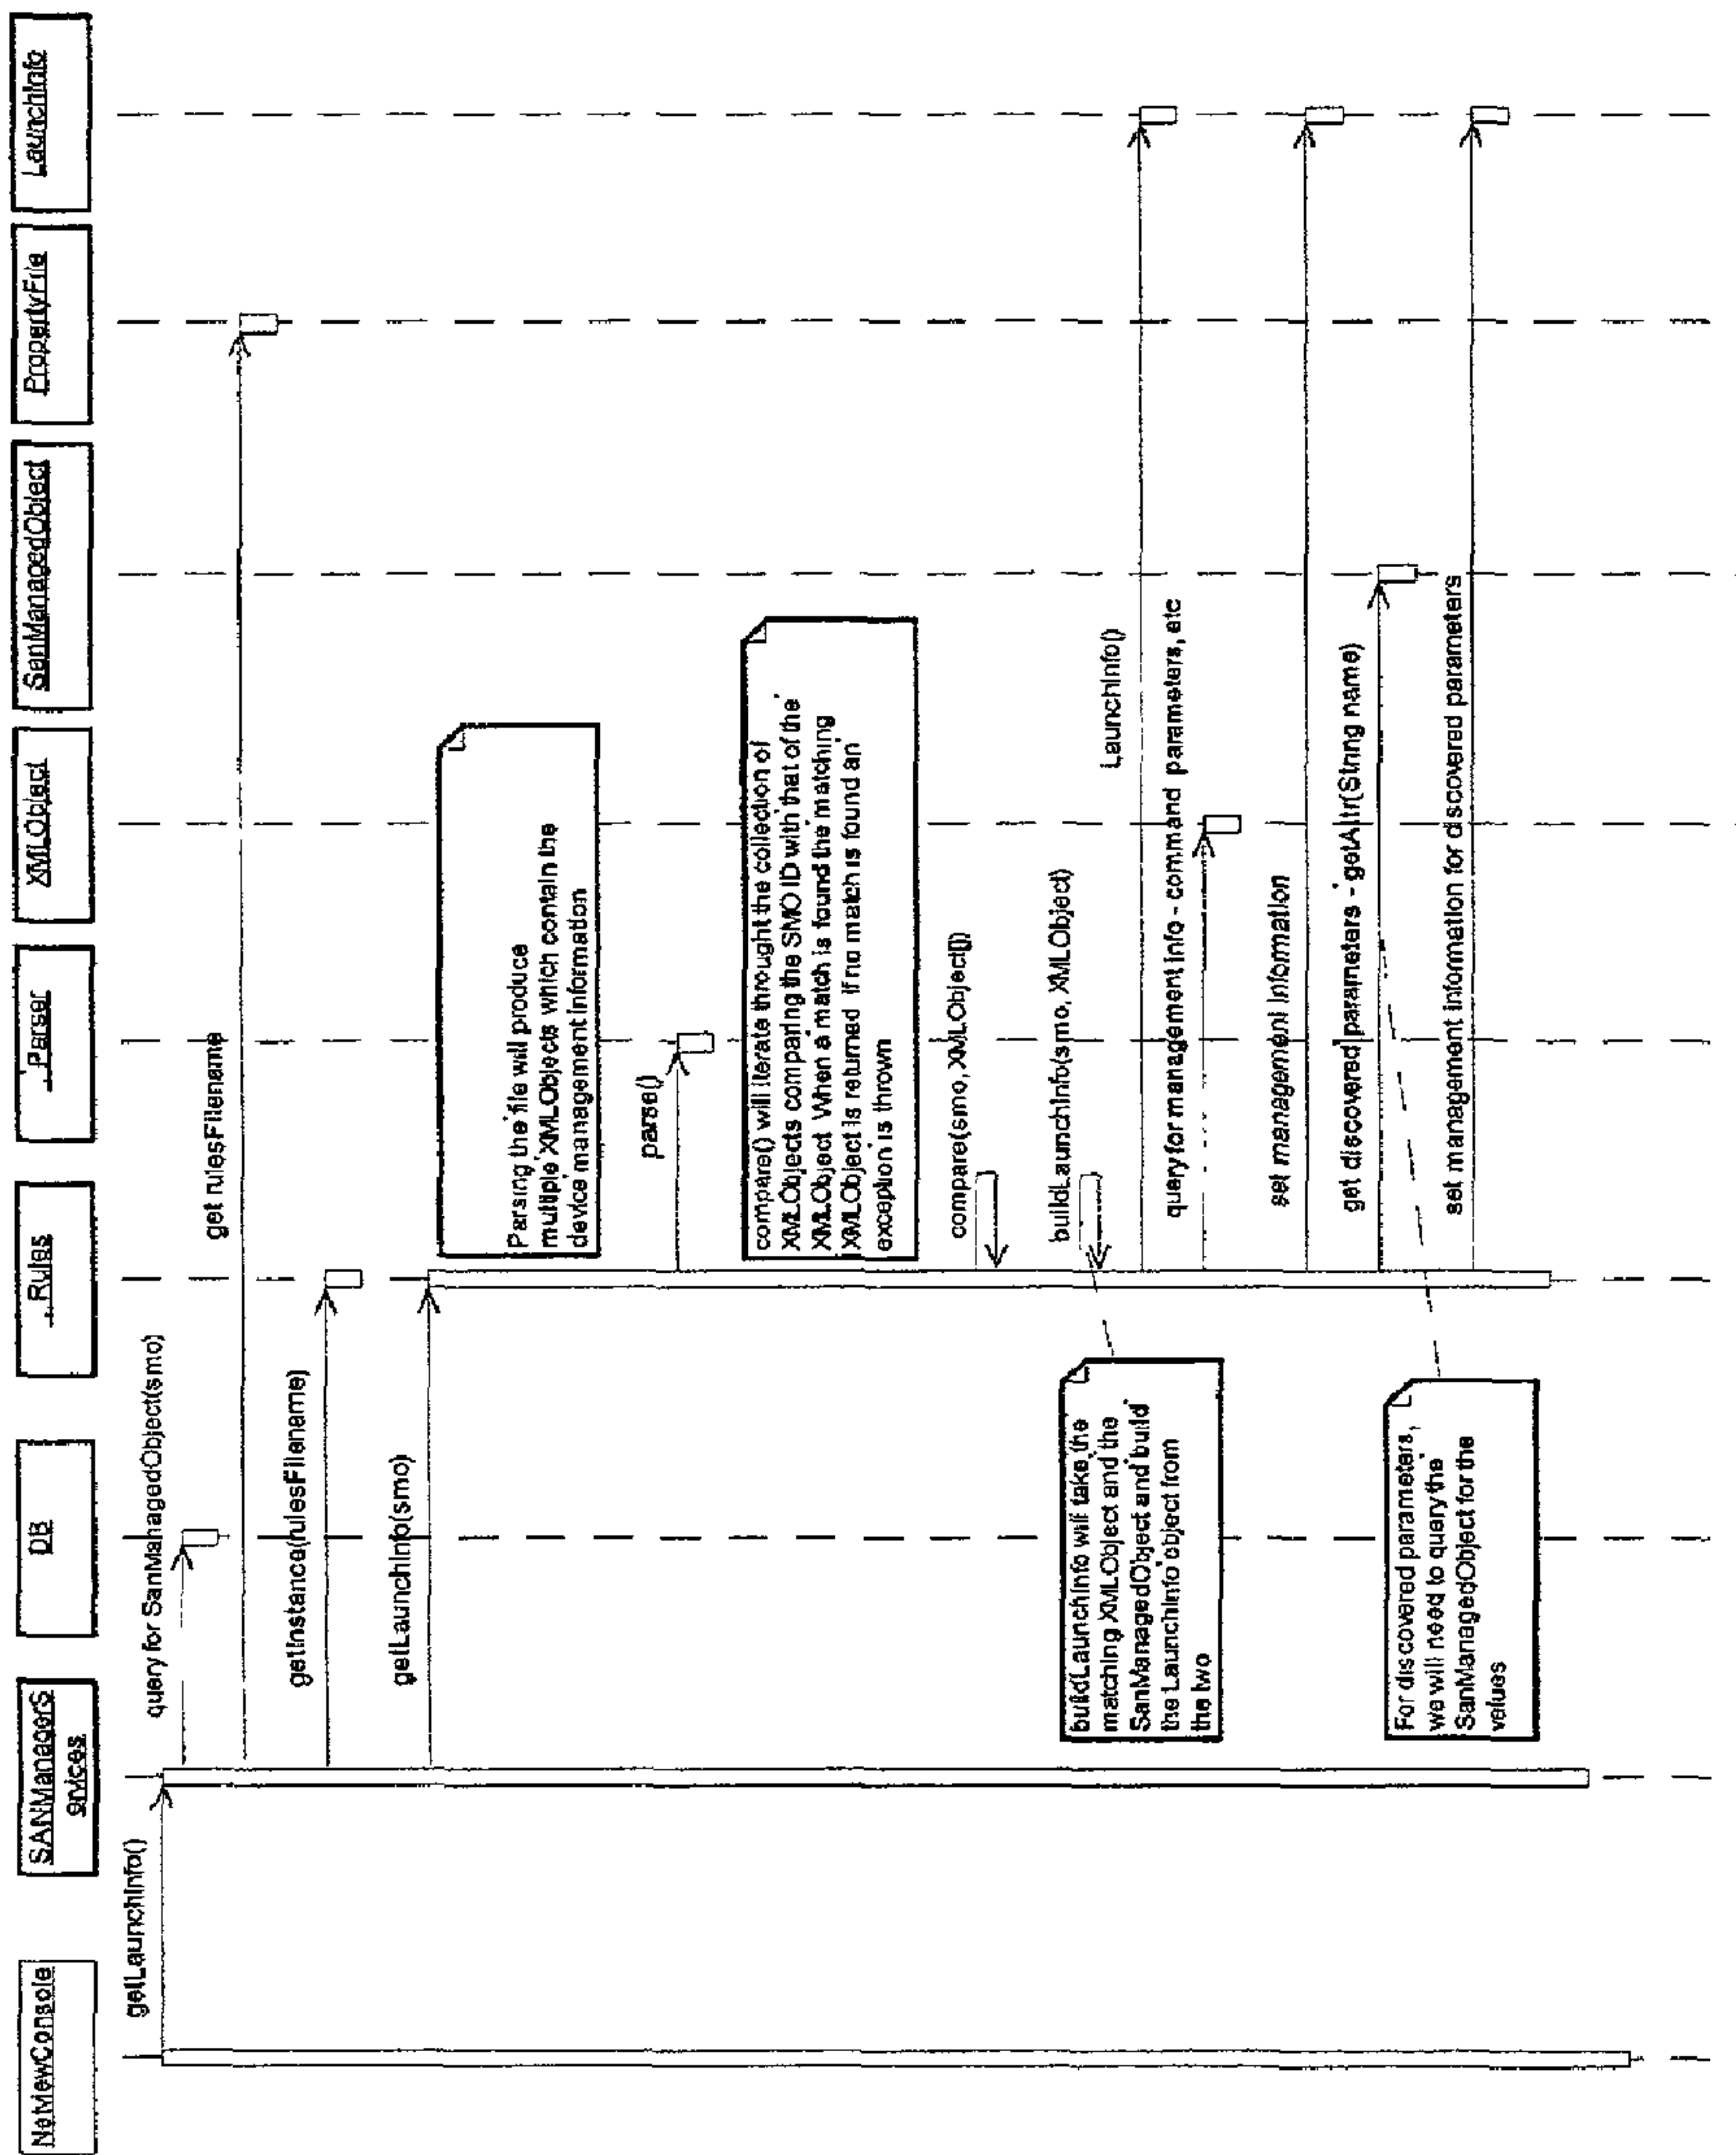 NetViewConsole
SANManagerS
ervices
DB
Rules
Parser
XMLObject
SanManagedObject
PropertyFile
LaunchInfo
getLaunchInfo()
query for SanManagedObject(smo)
get rulesFilename
getInstance(rulesFilename)
getLaunchInfo(smo)
Parsing the file will produce
multiple XMLObjects which contain the
device management information
parse()
compare() will iterate throught the collection of
XMLObjects comparing the SMO ID with that of the
XMLObject When a match is found the matching
XMLObject is returned If no match is found an
exception is thrown
compare(smo, XMLObject[])
buildLaunchInfo(smo, XMLObject)
buildLaunchInfo will take the
matching XMLObject and the
SanManagedObject and build
the LaunchInfo object from
the two
LaunchInfo()
query for management info - command parameters, etc
set management information
get discovered parameters - getAttr(String name)
For discovered parameters,
we will need to query the
SanManagedObject for the
values
set management information for discovered parameters